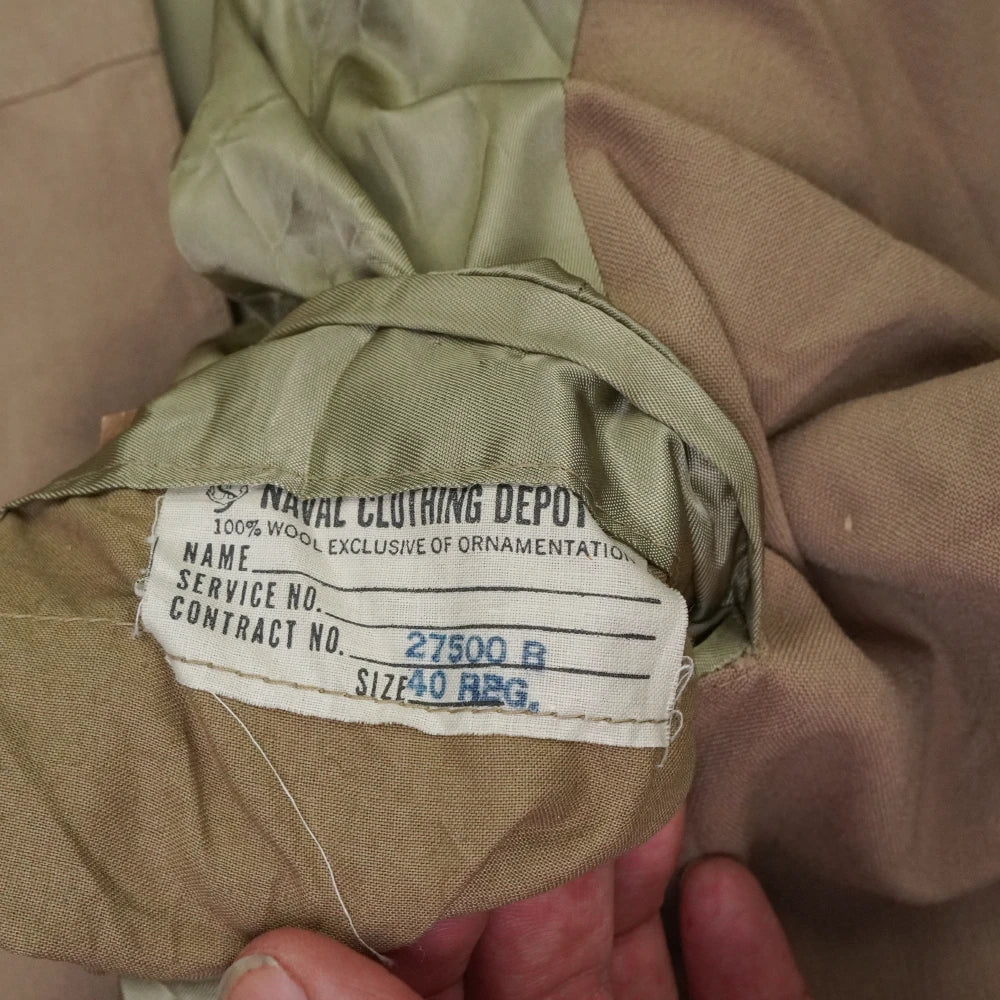 NAVAL CLOTHING DEPOT
100% WOOL EXCLUSIVE OF ORNAMENTATION
NAME
SERVICE NO.
CONTRACT NO. 27500 B
SIZE 40 REG.